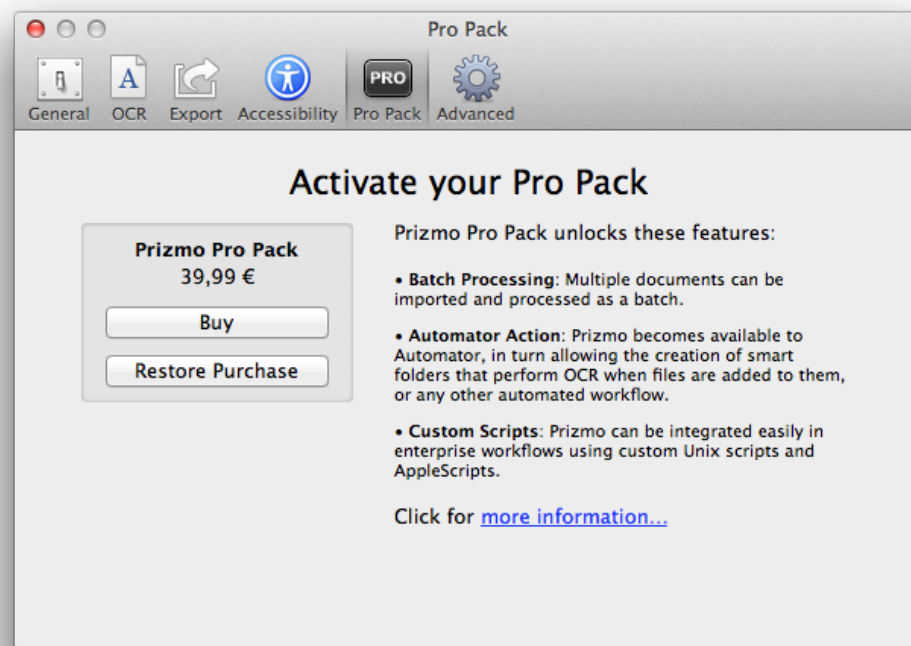 Pro Pack
General OCR Export Accessibility PRO Pro Pack Advanced
Activate your Pro Pack
Prizmo Pro Pack
39,99 €
Buy
Restore Purchase
Prizmo Pro Pack unlocks these features:
• Batch Processing: Multiple documents can be
imported and processed as a batch.
• Automator Action: Prizmo becomes available to
Automator, in turn allowing the creation of smart
folders that perform OCR when files are added to them,
or any other automated workflow.
• Custom Scripts: Prizmo can be integrated easily in
enterprise workflows using custom Unix scripts and
AppleScripts.
Click for more information...